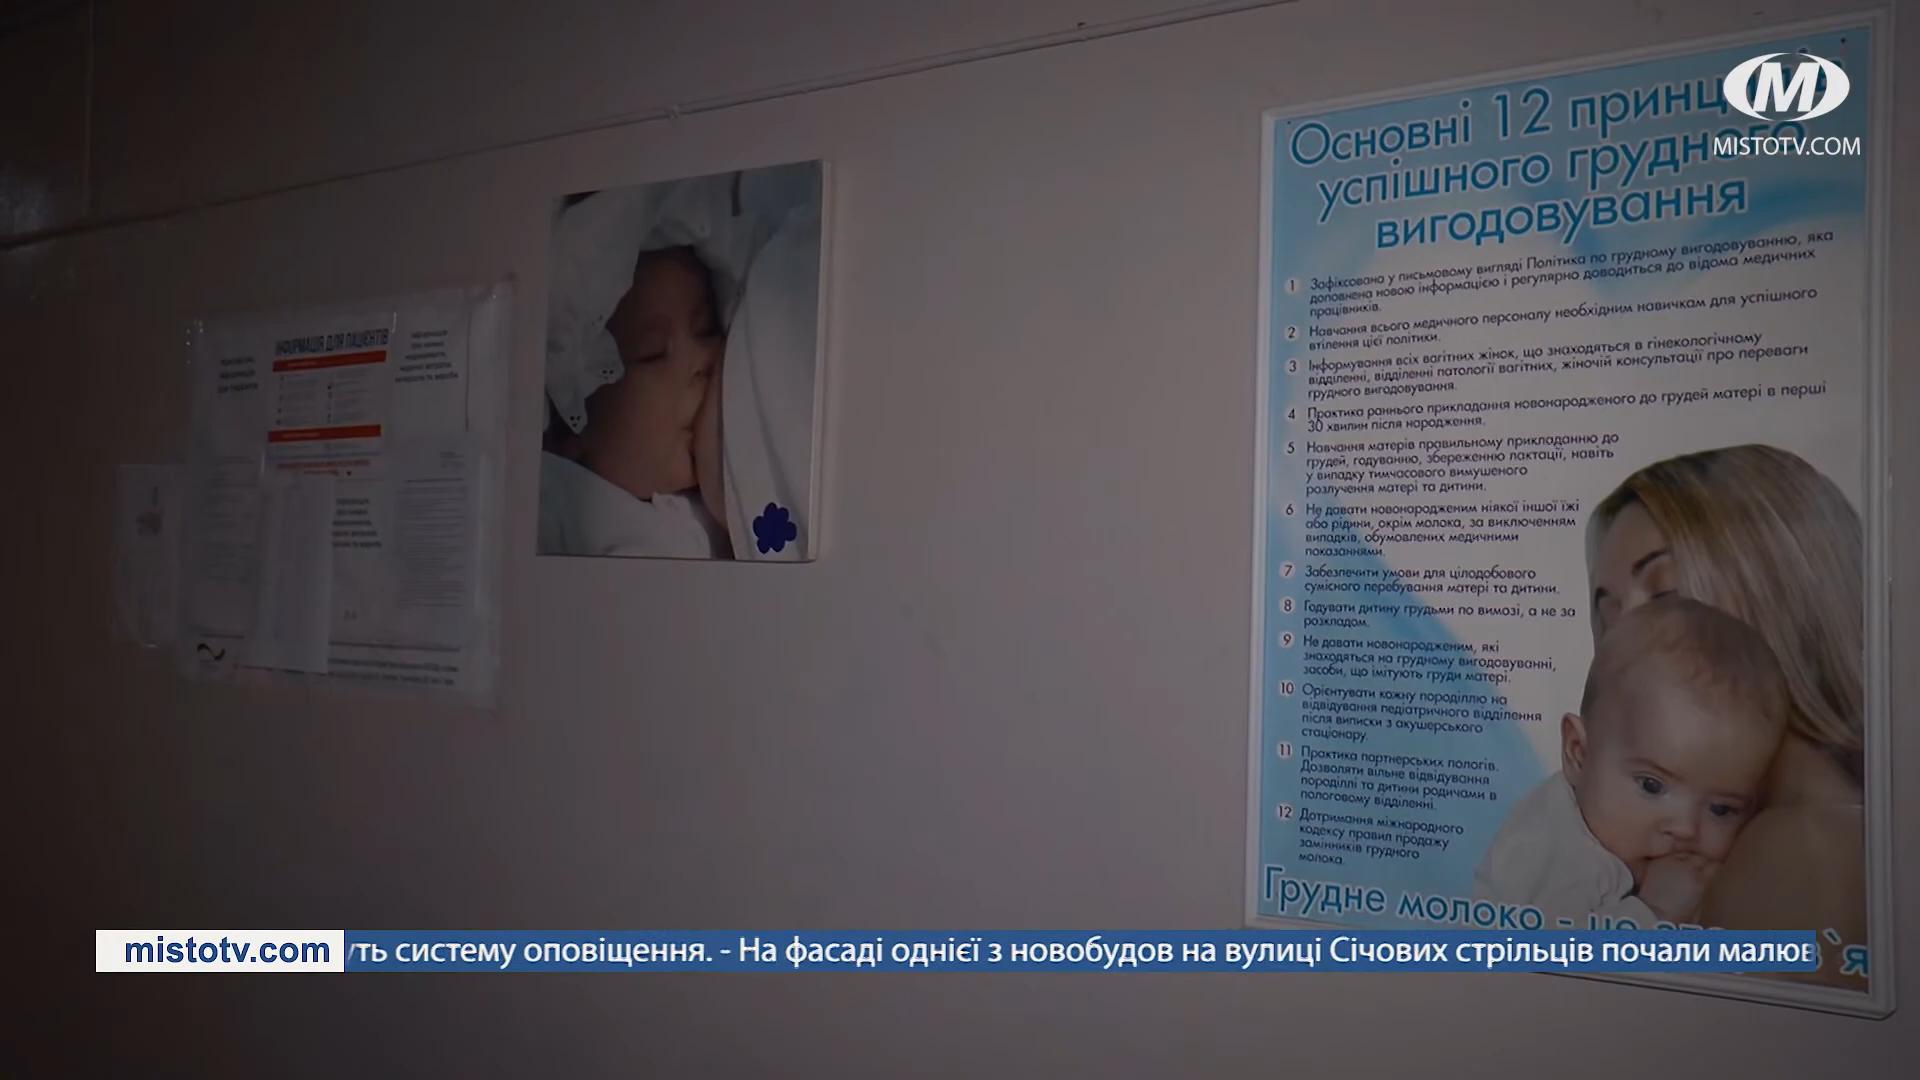 MISTOTV.COM
Основні 12 принципів
успішного грудного
вигодовування
1 Зафіксована у письмовому вигляді Політика по грудному вигодовуванню, яка
доповнена новою інформацією і регулярно доводиться до відома медичних
працівників.
2 Навчання всього медичного персоналу необхідним навичкам для успішного
втілення цієї політики.
3 Інформування всіх вагітних жінок, що знаходяться в гінекологічному
відділенні, відділенні патології вагітних, жіночій консультації про переваги
грудного вигодовування.
4 Практика раннього прикладання новонародженого до грудей матері в перші
30 хвилин після народження.
5 Навчання матерів правильному прикладанню до
грудей, годуванню, збереженню лактації, навіть
у випадку тимчасового вимушеного
розлучення матері та дитини.
6 Не давати новонародженим ніякої іншої їжі
або рідини, окрім молока, за виключенням
випадків, обумовлених медичними
показаннями.
7 Забезпечити умови для цілодобового
сумісного перебування матері та дитини.
8 Годувати дитину грудьми по вимозі, а не за
розкладом.
9 Не давати новонародженим, які
знаходяться на грудному вигодовуванні,
засоби, що імітують груди матері.
10 Орієнтувати кожну породіллю на
відвідування педіатричного відділення
після виписки з акушерського
стаціонару.
11 Практика партнерських пологів.
Дозволяти вільне відвідування
породіллі та дитини родичами в
пологовому відділенні.
12 Дотримання міжнародного
кодексу правил продажу
замінників грудного
молока.
Грудне молоко - це
ІНФОРМАЦІЯ ДЛЯ ПАЦІЄНТІВ
mistotv.com уть систему оповіщення. - На фасаді однієї з новобудов на вулиці Січових стрільців почали малюв